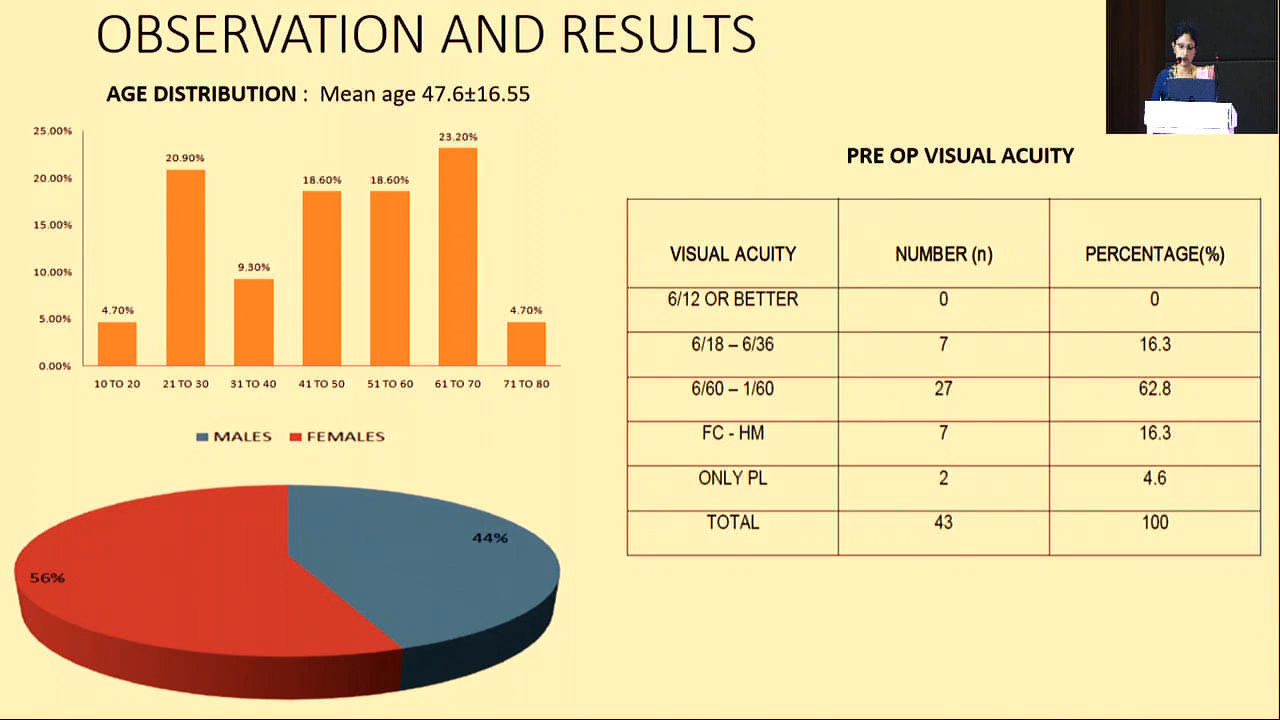 OBSERVATION AND RESULTS
AGE DISTRIBUTION : Mean age 47.6±16.55
25.00%
20.00%
15.00%
10.00%
5.00%
0.00%
4.70%
20.90%
9.30%
18.60%
18.60%
23.20%
4.70%
10 TO 20
21 TO 30
31 TO 40
41 TO 50
51 TO 60
61 TO 70
71 TO 80
MALES FEMALES
44%
56%
PRE OP VISUAL ACUITY
VISUAL ACUITY NUMBER (n) PERCENTAGE(%)
6/12 OR BETTER 0 0
6/18 – 6/36 7 16.3
6/60 – 1/60 27 62.8
FC - HM 7 16.3
ONLY PL 2 4.6
TOTAL 43 100